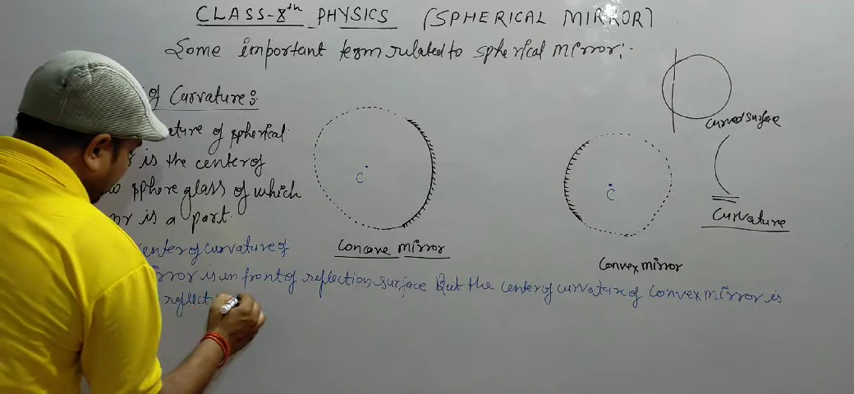 CLASS-8th PHYSICS (SPHERICAL MIRROR)
Some important term related to spherical mirror:-
of Curvature:
ature of spherical
is the center of
sphere glass of which
is a part
center of curvature of
is in front of reflection surface But the center of curvature of convex mirror is
reflect
C
Concave Mirror
C
Convex mirror
Curved surface
Curvature